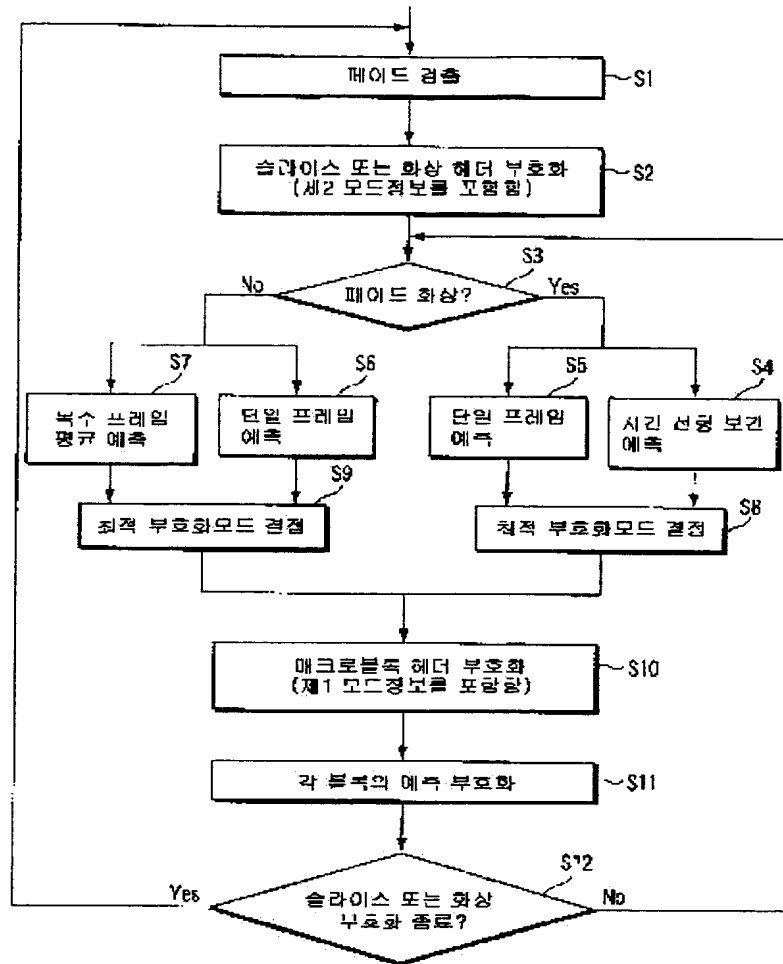 페이드 검출
S1
슬라이스 또는 화상 헤더 부호화
(제2 모드정보를 포함함)
S2
S3
No
페이드 화상?
Yes
S7
S6
S5
S4
복수 프레임
평균 예측
단일 프레임
예측
단일 프레임
예측
시간 선형 보간
예측
S9
최적 부호화모드 결정
최적 부호화모드 결정
S8
매크로블록 헤더 부호화
(제1 모드정보를 포함함)
S10
각 블록의 예측 부호화
S11
S12
Yes
슬라이스 또는 화상
부호화 종료?
No